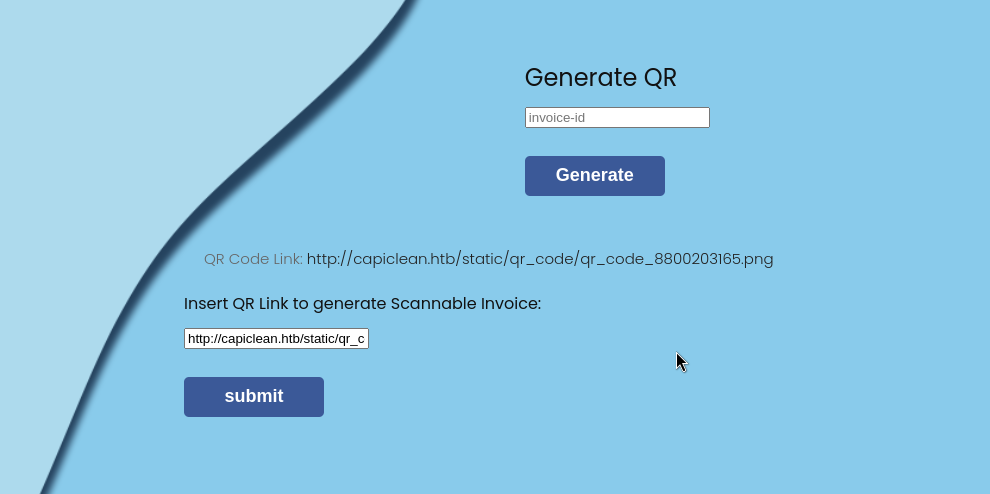 Generate QR
invoice-id
Generate
QR Code Link: http://capiclean.htb/static/qr_code/qr_code_8800203165.png
Insert QR Link to generate Scannable Invoice:
http://capiclean.htb/static/qr_c
submit